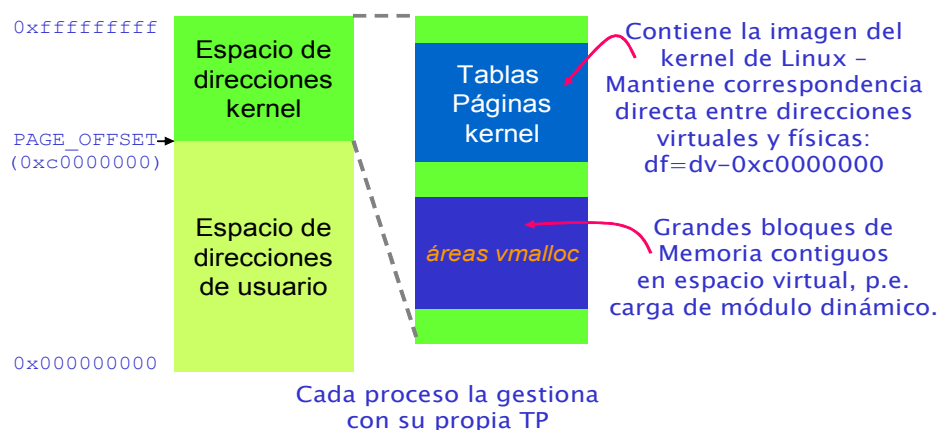 0xfffffffff
Espacio de
direcciones
kernel
PAGE_OFFSET
(0xc0000000)
Espacio de
direcciones
de usuario
0x000000000
Tablas
Páginas
kernel
áreas vmalloc
Contiene la imagen del
kernel de Linux –
Mantiene correspondencia
directa entre direcciones
virtuales y físicas:
df=dv-0xc0000000
Grandes bloques de
Memoria contiguos
en espacio virtual, p.e.
carga de módulo dinámico.
Cada proceso la gestiona
con su propia TP